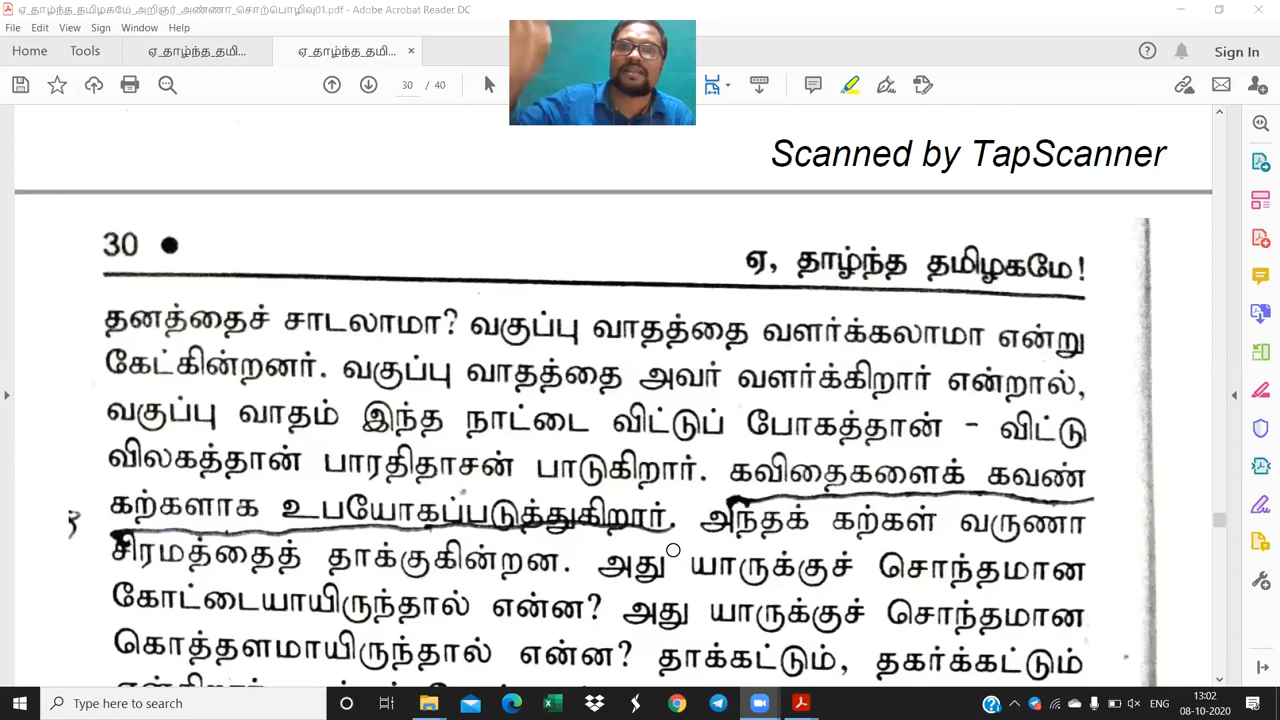 ஏ_தாழ்ந்த_தமிழகமே_அறிஞர்_அண்ணா_சொற்பொழிவு01.pdf - Adobe Acrobat Reader DC
File Edit View Sign Window Help
Home Tools ஏ_தாழ்ந்த_தமி... ஏ_தாழ்ந்த_தமி... × Sign In
30 / 40
Scanned by TapScanner
30 ● ஏ, தாழ்ந்த தமிழகமே!
தனத்தைச் சாடலாமா? வகுப்பு வாதத்தை வளர்க்கலாமா என்று
கேட்கின்றனர். வகுப்பு வாதத்தை அவர் வளர்க்கிறார் என்றால்,
வகுப்பு வாதம் இந்த நாட்டை விட்டுப் போகத்தான் - விட்டு
விலகத்தான் பாரதிதாசன் பாடுகிறார். கவிதைகளைக் கவண்
கற்களாக உபயோகப்படுத்துகிறார். அந்தக் கற்கள் வருணா
சிரமத்தைத் தாக்குகின்றன. அது யாருக்குச் சொந்தமான
கோட்டையாயிருந்தால் என்ன? அது யாருக்குச் சொந்தமான
கொத்தளமாயிருந்தால் என்ன? தாக்கட்டும், தகர்க்கட்டும்
Type here to search
ENG
13:02
08-10-2020